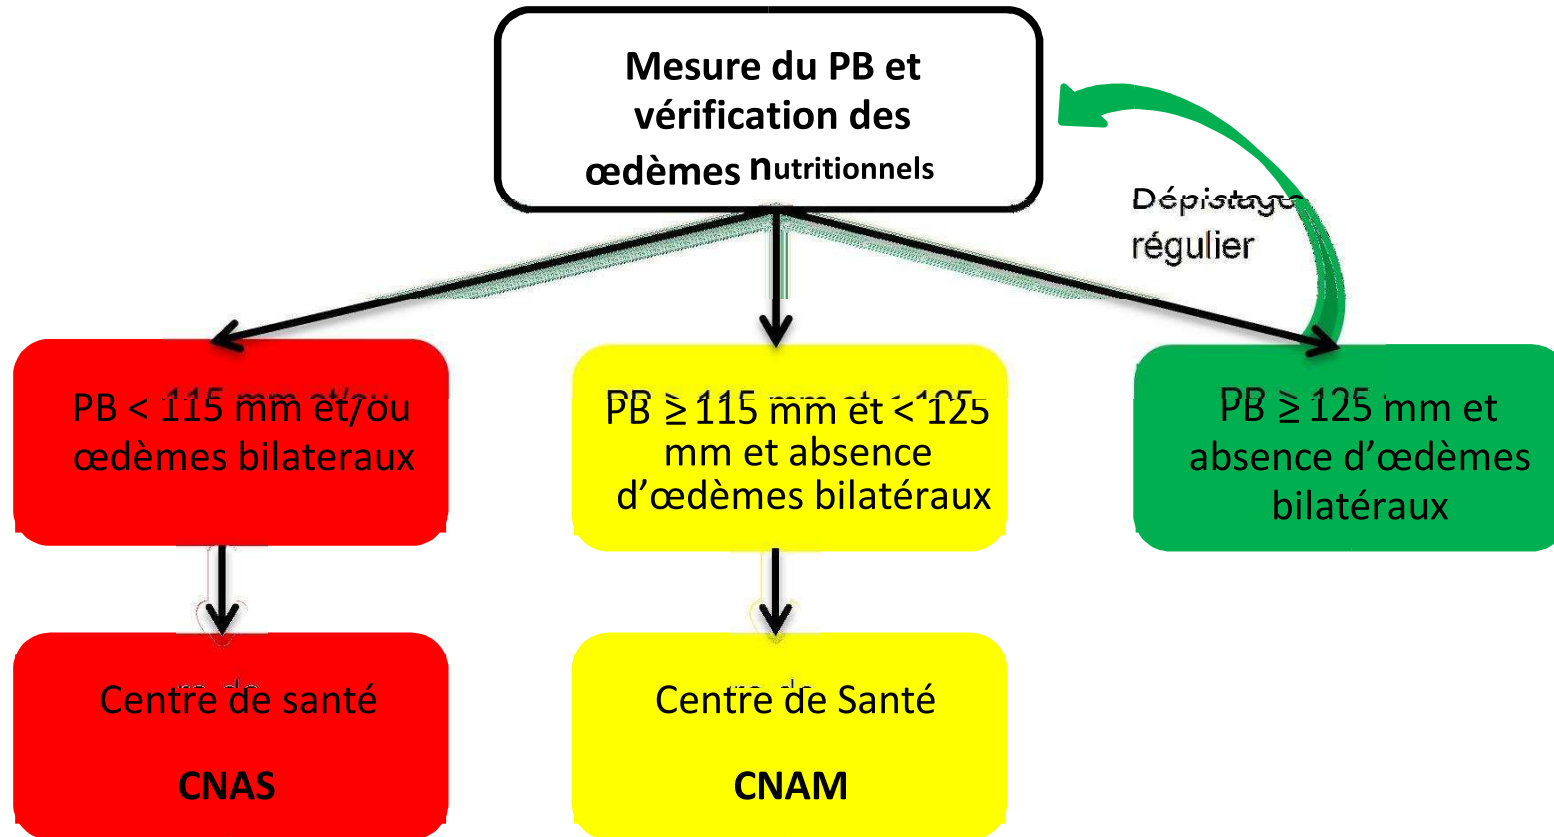 Mesure du PB et
vérification des
œdèmes nutritionnels
Dépistage
régulier
PB < 115 mm et/ou
œdèmes bilateraux
PB ≥ 115 mm et < 125
mm et absence
d’œdèmes bilatéraux
PB ≥ 125 mm et
absence d’œdèmes
bilatéraux
Centre de santé
CNAS
Centre de Santé
CNAM